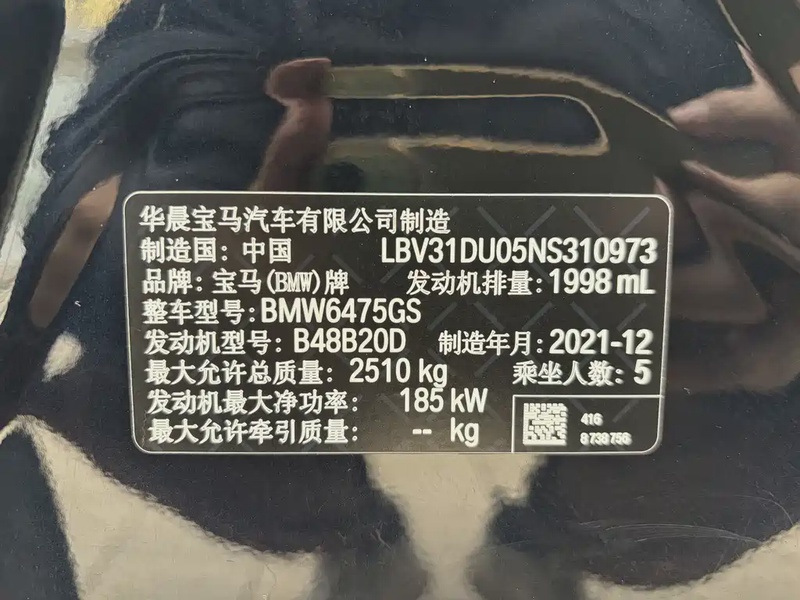 华晨宝马汽车有限公司制造
制造国: 中国 LBV31DU05NS310973
品牌: 宝马(BMW)牌 发动机排量: 1998 mL
整车型号: BMW6475GS
发动机型号: B48B20D 制造年月: 2021-12
最大允许总质量: 2510 kg 乘坐人数: 5
发动机最大净功率: 185 kW
最大允许牵引质量: -- kg
416
8738756